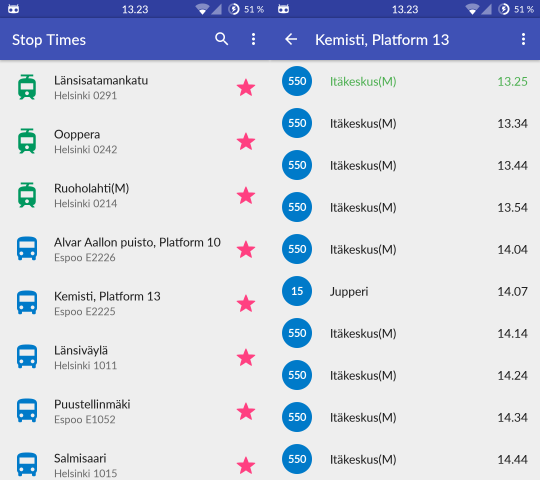 13.23
51 %
Stop Times
Länsisatamankatu
Helsinki 0291
Ooppera
Helsinki 0242
Ruoholahti(M)
Helsinki 0214
Alvar Aallon puisto, Platform 10
Espoo E2226
Kemisti, Platform 13
Espoo E2225
Länsiväylä
Helsinki 1011
Puustellinmäki
Espoo E1052
Salmisaari
Helsinki 1015
13.23
51 %
Kemisti, Platform 13
550 Itäkeskus(M) 13.25
550 Itäkeskus(M) 13.34
550 Itäkeskus(M) 13.44
550 Itäkeskus(M) 13.54
550 Itäkeskus(M) 14.04
15 Jupperi 14.07
550 Itäkeskus(M) 14.14
550 Itäkeskus(M) 14.24
550 Itäkeskus(M) 14.34
550 Itäkeskus(M) 14.44